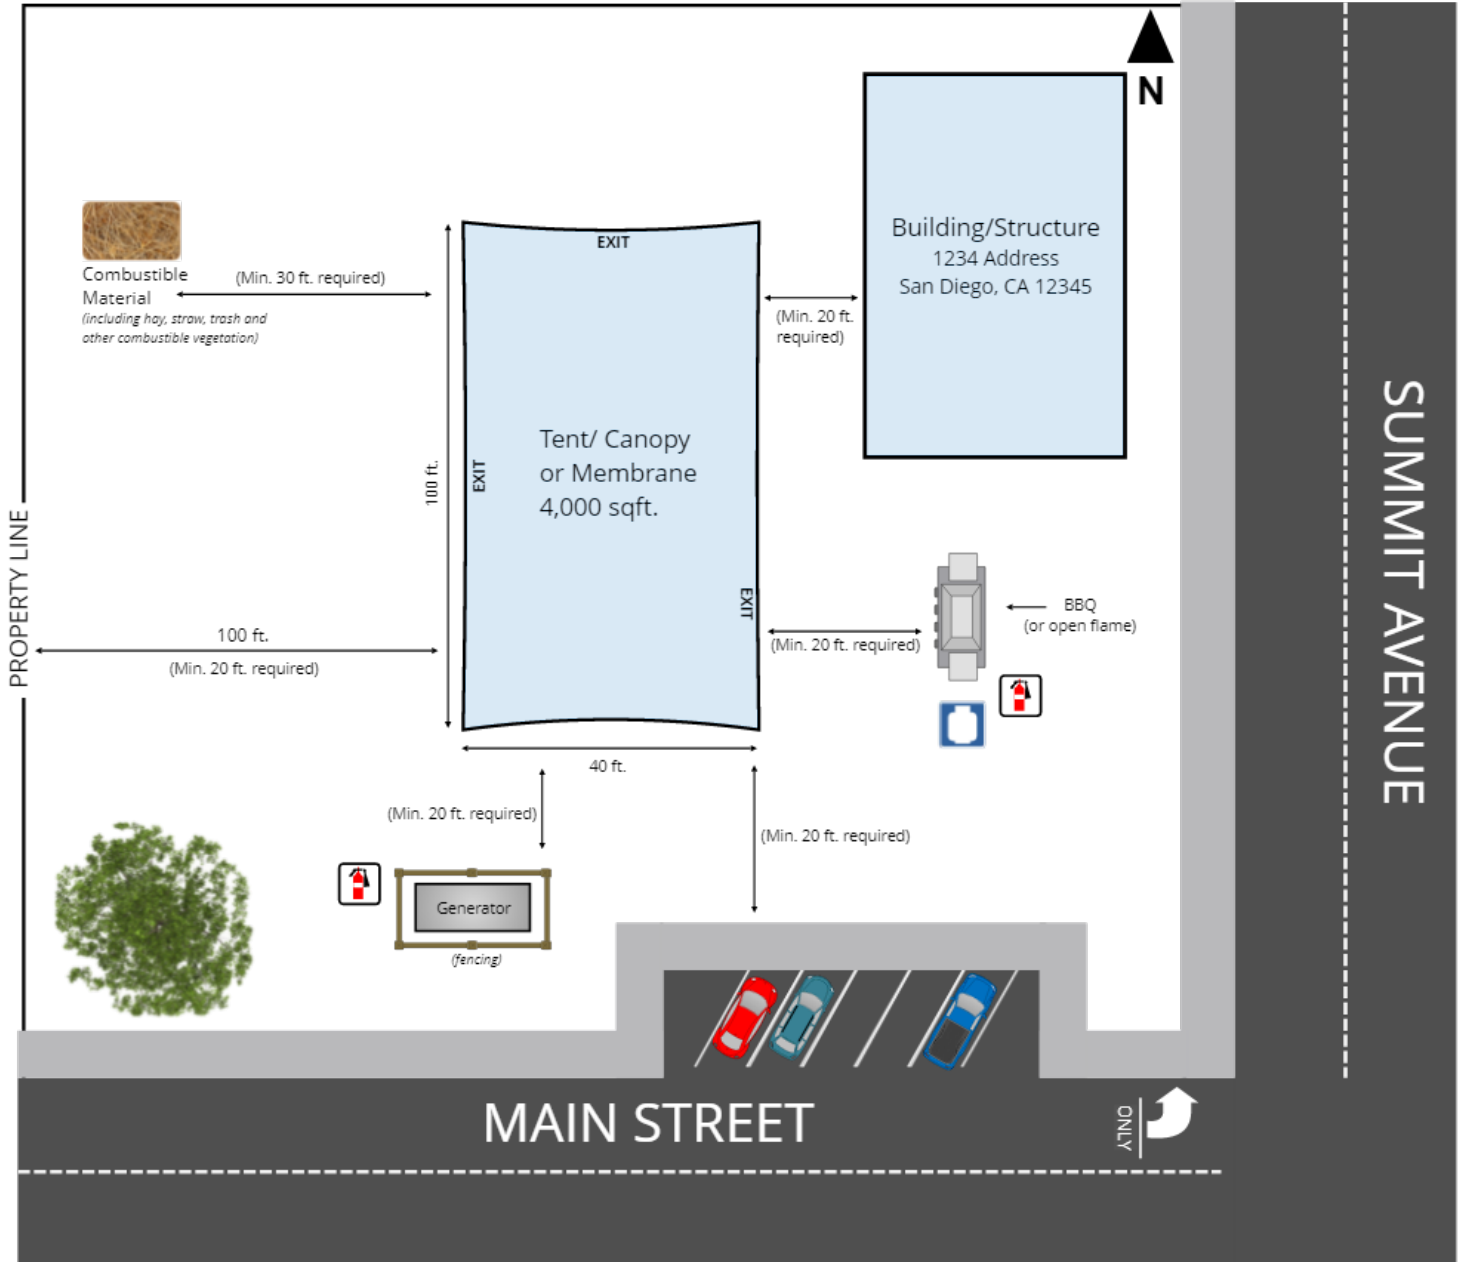 N
Building/Structure
1234 Address
San Diego, CA 12345
EXIT
Combustible
Material
(including hay, straw, trash and
other combustible vegetation)
(Min. 30 ft. required)
(Min. 20 ft.
required)
100 ft.
EXIT
Tent/ Canopy
or Membrane
4,000 sqft.
EXIT
PROPERTY LINE
100 ft.
(Min. 20 ft. required)
(Min. 20 ft. required)
BBQ
(or open flame)
SUMMIT AVENUE
40 ft.
(Min. 20 ft. required)
(Min. 20 ft. required)
Generator
(fencing)
MAIN STREET
ONLY